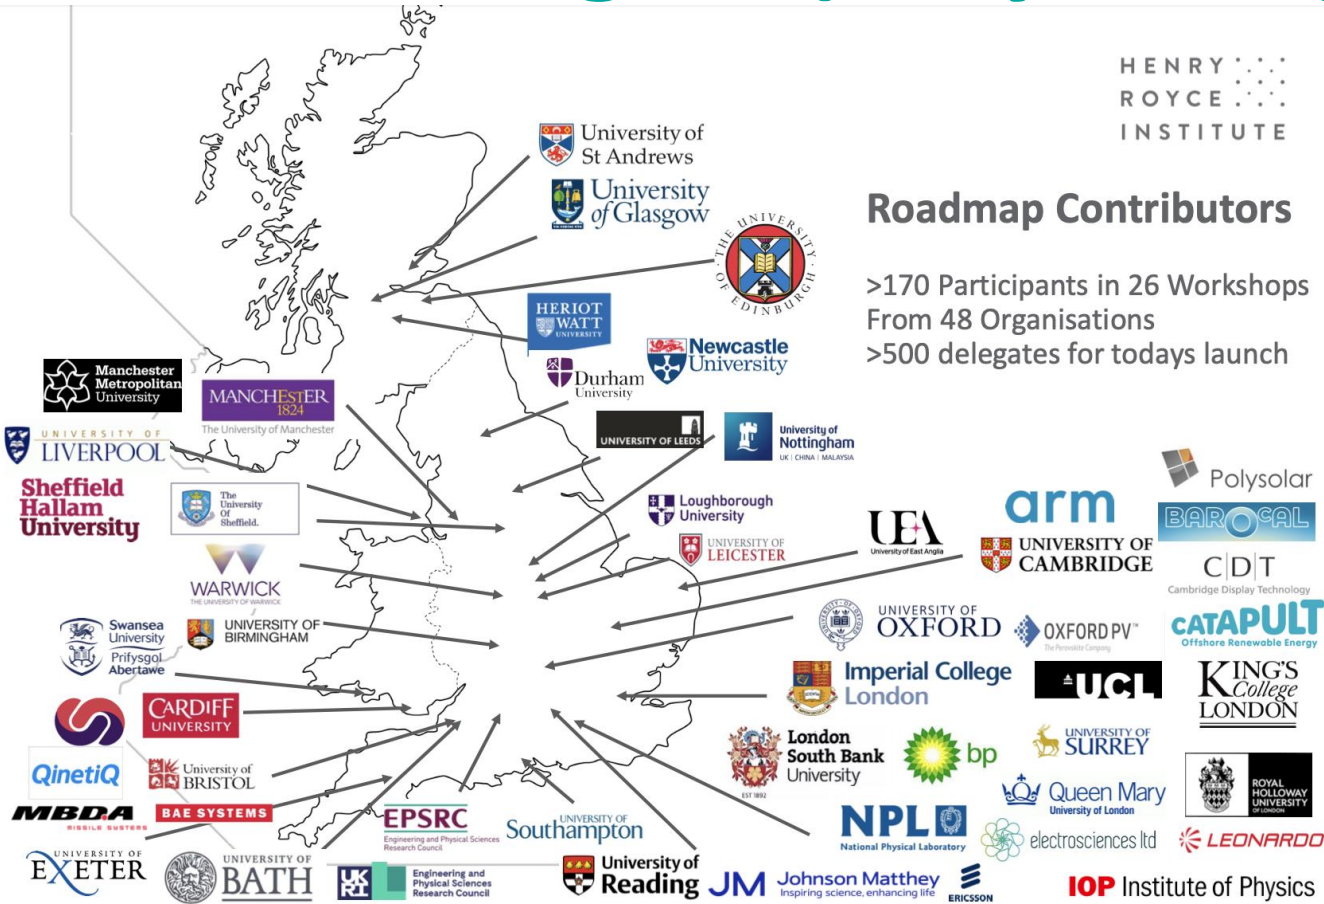 HENRY
ROYCE
INSTITUTE
University of
St Andrews
University
of Glasgow
THE UNIVERSITY OF EDINBURGH
Roadmap Contributors
>170 Participants in 26 Workshops
From 48 Organisations
>500 delegates for todays launch
HERIOT
WATT
UNIVERSITY
Newcastle
University
Durham
University
Manchester
Metropolitan
University
MANCHESTER
1824
The University of Manchester
UNIVERSITY OF LEEDS
University of
Nottingham
UK | CHINA | MALAYSIA
UNIVERSITY OF
LIVERPOOL
Sheffield
Hallam
University
The
University
Of
Sheffield.
Loughborough
University
UNIVERSITY OF
LEICESTER
UEA
University of East Anglia
arm
UNIVERSITY OF
CAMBRIDGE
Polysolar
BAROCAL
C|D|T
Cambridge Display Technology
WARWICK
THE UNIVERSITY OF WARWICK
Swansea
University
Prifysgol
Abertawe
UNIVERSITY OF
BIRMINGHAM
UNIVERSITY OF
OXFORD
OXFORD PV™
The Perovskite Company
CATAPULT
Offshore Renewable Energy
Imperial College
London
UCL
KING'S
College
LONDON
CARDIFF
UNIVERSITY
London
South Bank
University
EST 1892
bp
UNIVERSITY OF
SURREY
QinetiQ
University of
BRISTOL
Queen Mary
University of London
ROYAL
HOLLOWAY
UNIVERSITY
OF LONDON
MBDA
MISSILE SYSTEMS
BAE SYSTEMS
EPSRC
Engineering and Physical Sciences
Research Council
UNIVERSITY OF
Southampton
NPL
National Physical Laboratory
electrosciences ltd
LEONARDO
UNIVERSITY OF
EXETER
UNIVERSITY OF
BATH
UKRI
Engineering and
Physical Sciences
Research Council
University of
Reading
JM Johnson Matthey
Inspiring science, enhancing life
ERICSSON
IOP Institute of Physics